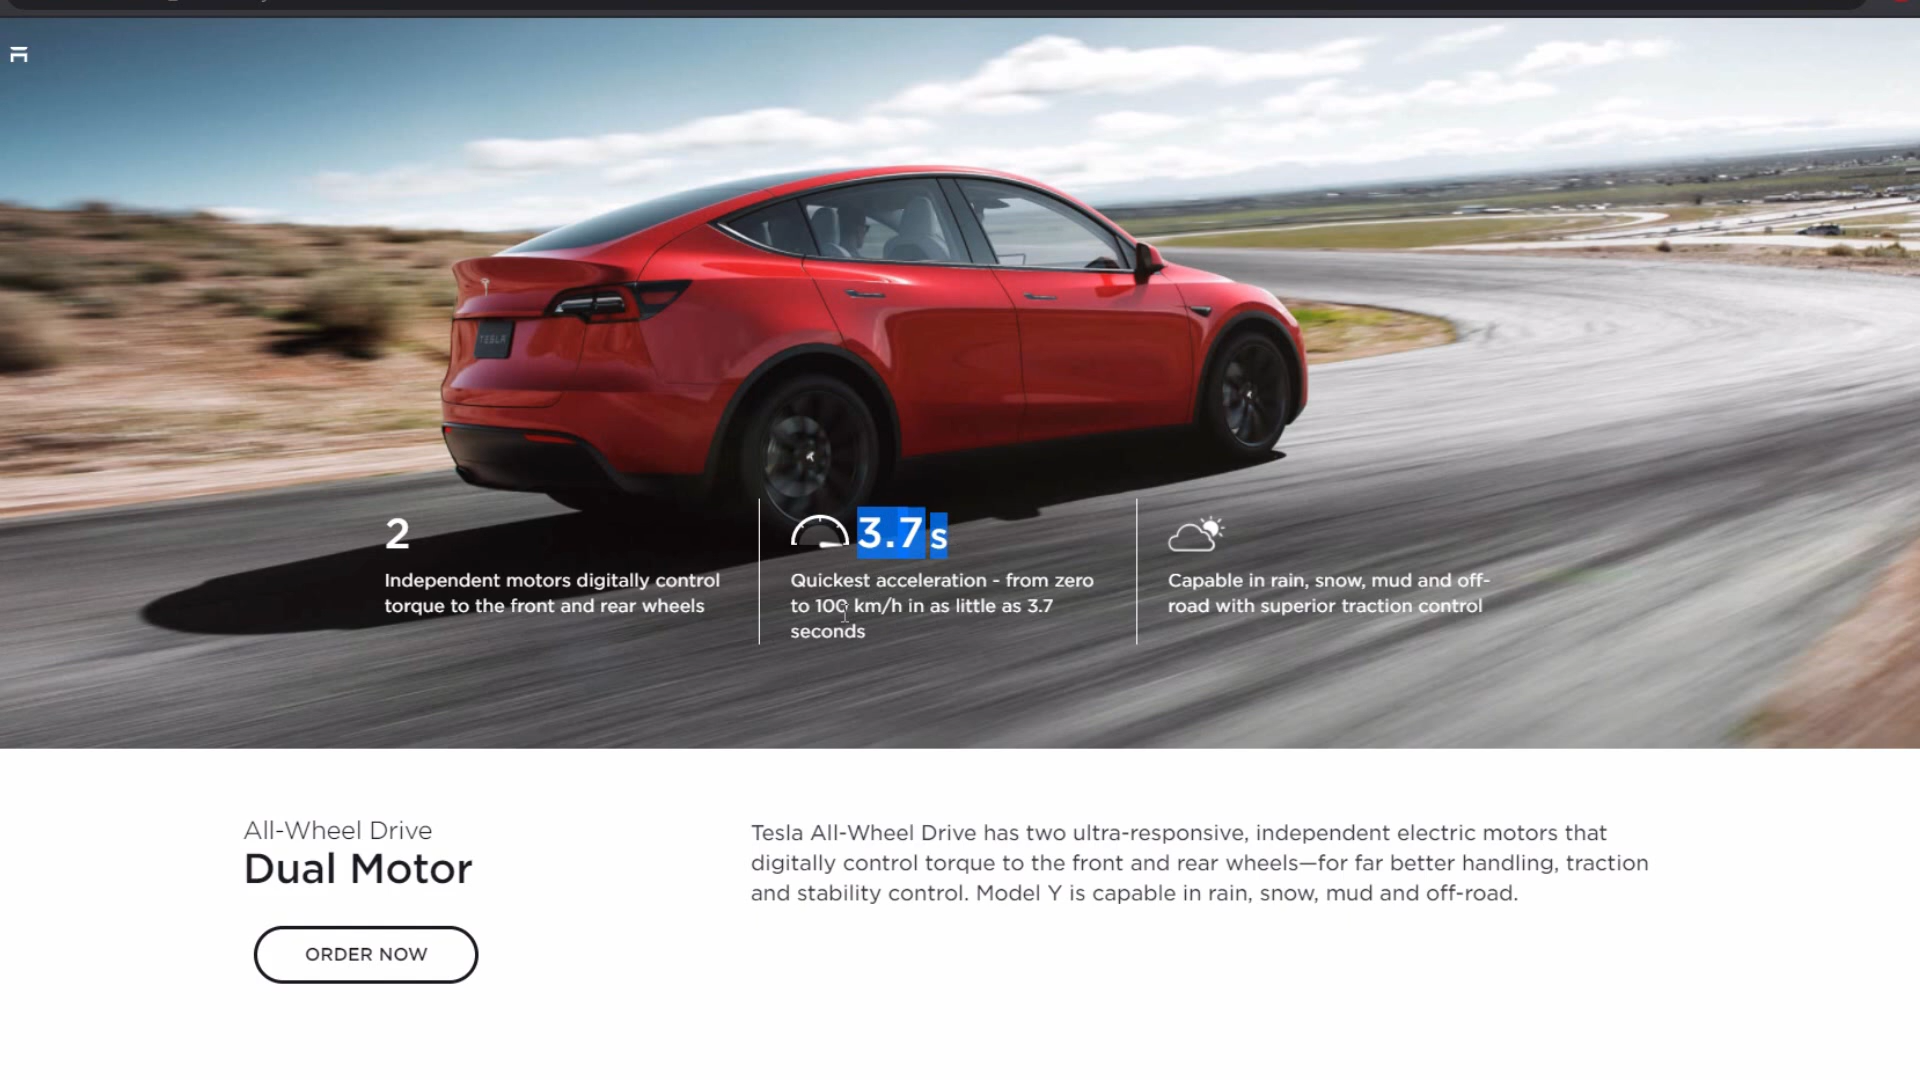 TESLA
2
Independent motors digitally control
torque to the front and rear wheels
3.7 s
Quickest acceleration - from zero
to 100 km/h in as little as 3.7
seconds
Capable in rain, snow, mud and off-
road with superior traction control
All-Wheel Drive
Dual Motor
ORDER NOW
Tesla All-Wheel Drive has two ultra-responsive, independent electric motors that
digitally control torque to the front and rear wheels—for far better handling, traction
and stability control. Model Y is capable in rain, snow, mud and off-road.